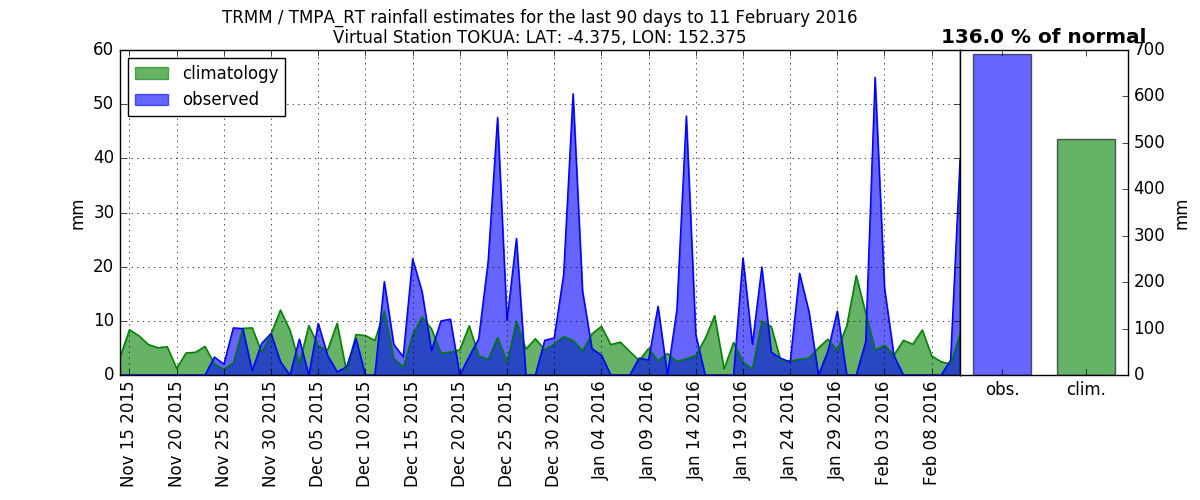 TRMM / TMPA_RT rainfall estimates for the last 90 days to 11 February 2016
Virtual Station TOKUA: LAT: -4.375, LON: 152.375
136.0 % of normal
climatology
observed
60
50
40
30
20
10
0
mm
Nov 15 2015
Nov 20 2015
Nov 25 2015
Nov 30 2015
Dec 05 2015
Dec 10 2015
Dec 15 2015
Dec 20 2015
Dec 25 2015
Dec 30 2015
Jan 04 2016
Jan 09 2016
Jan 14 2016
Jan 19 2016
Jan 24 2016
Jan 29 2016
Feb 03 2016
Feb 08 2016
obs.
clim.
700
600
500
400
300
200
100
0
mm